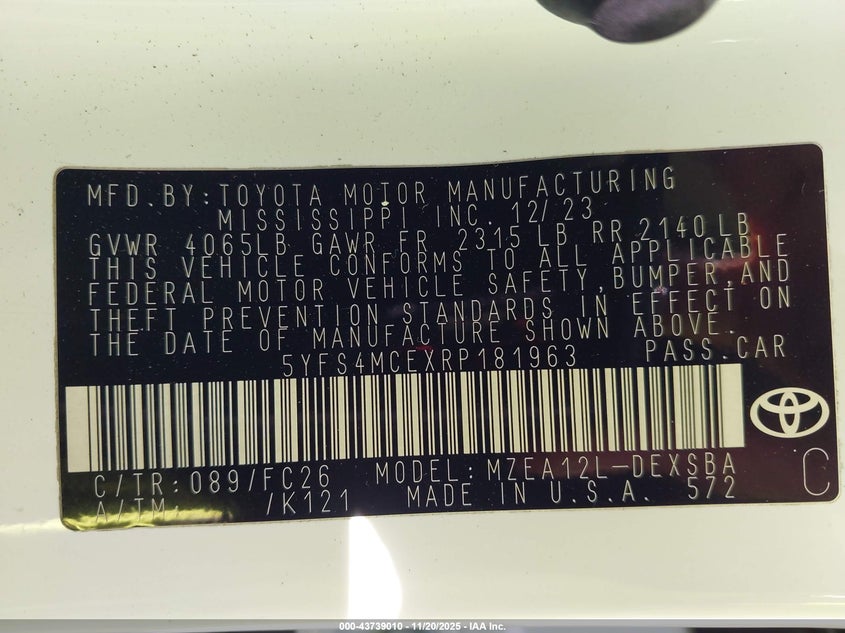 MFD. BY: TOYOTA MOTOR MANUFACTURING
MISSISSIPPI INC. 12/23
GVWR 4065LB GAWR FR 2315 LB RR 2140 LB
THIS VEHICLE CONFORMS TO ALL APPLICABLE
FEDERAL MOTOR VEHICLE SAFETY, BUMPER, AND
THEFT PREVENTION STANDARDS IN EFFECT ON
THE DATE OF MANUFACTURE SHOWN ABOVE.
5YFS4MCEXRP181963 PASS. CAR
C/TR: 089/FC26 MODEL: MZEA12L-DEXSBA
A/TM: /K121 MADE IN U.S.A. 572 C
000-43739010 - 11/20/2025 - IAA Inc.